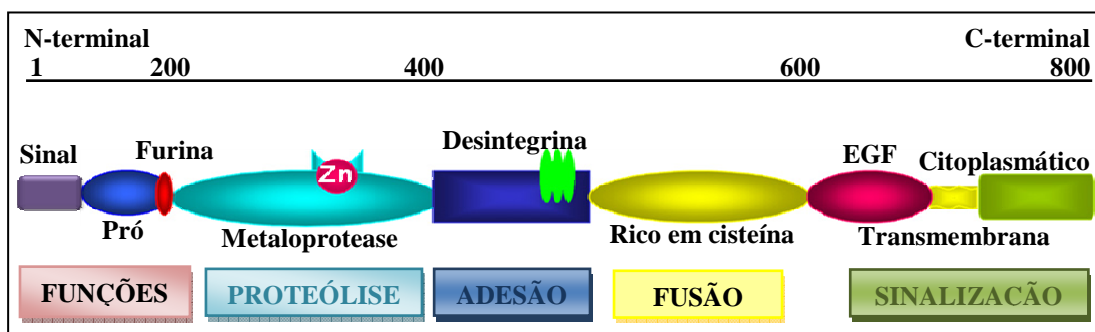 N-terminal C-terminal
1 200 400 600 800
Sinal Furina Zn Desintegrina EGF Citoplasmático
Pró Metaloprotease Rico em cisteína Transmembrana
FUNÇÕES PROTEÓLISE ADESÃO FUSÃO SINALIZACÃO